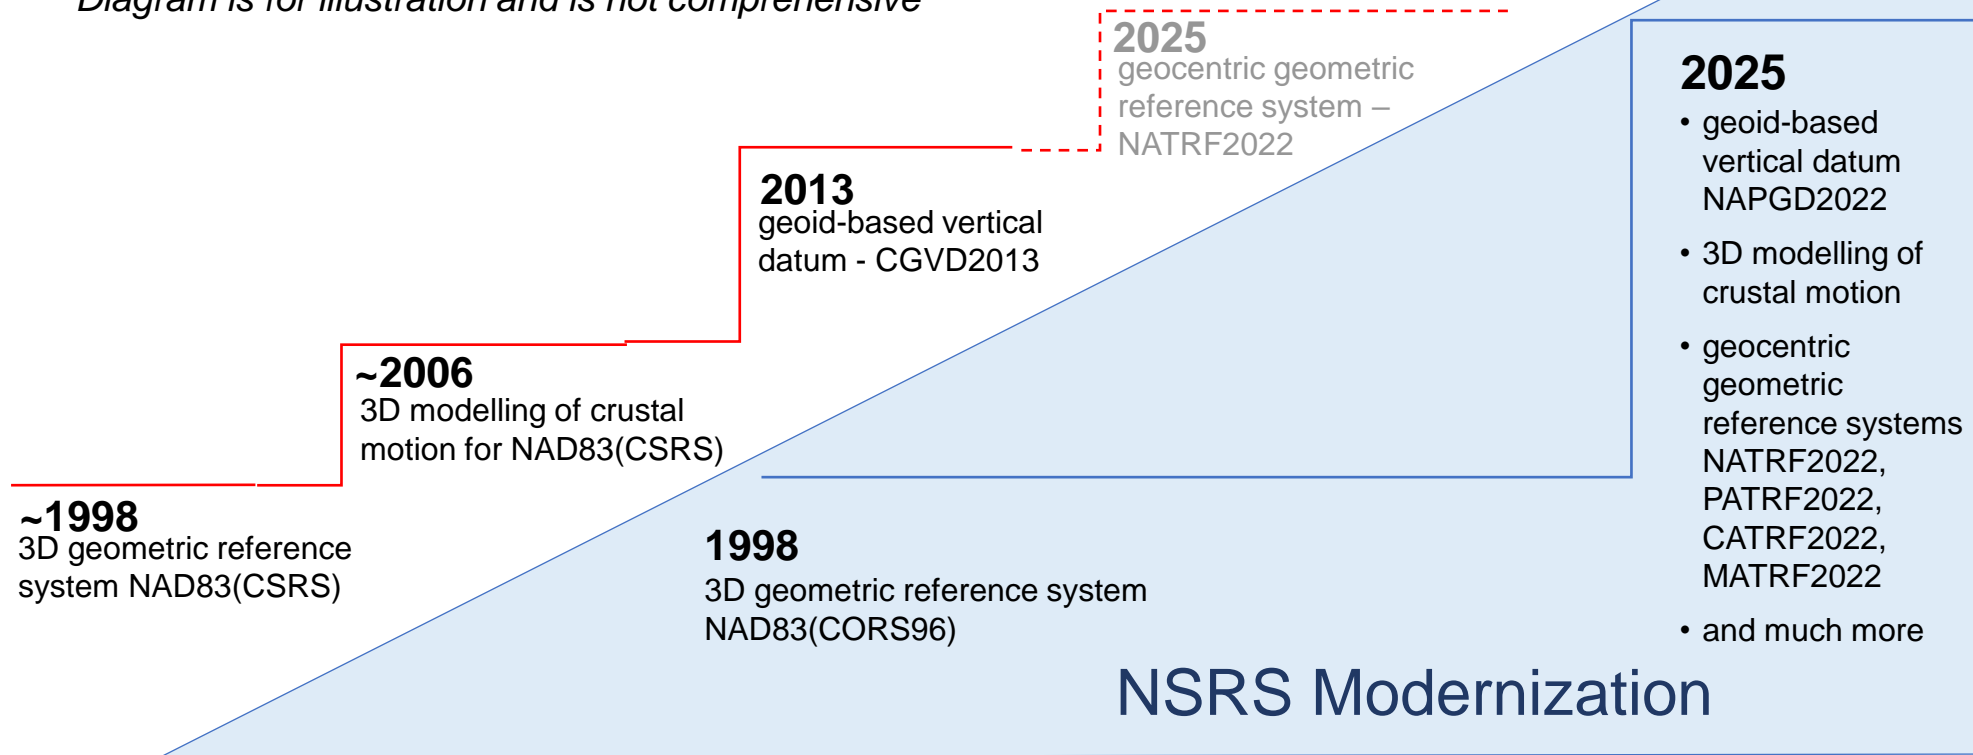 Diagram is for illustration and is not comprehensive
2025
geocentric geometric
reference system –
NATRF2022
2013
geoid-based vertical
datum - CGVD2013
~2006
3D modelling of crustal
motion for NAD83(CSRS)
~1998
3D geometric reference
system NAD83(CSRS)
1998
3D geometric reference system
NAD83(CORS96)
2025
• geoid-based
vertical datum
NAPGD2022
• 3D modelling of
crustal motion
• geocentric
geometric
reference systems
NATRF2022,
PATRF2022,
CATRF2022,
MATRF2022
• and much more
NSRS Modernization